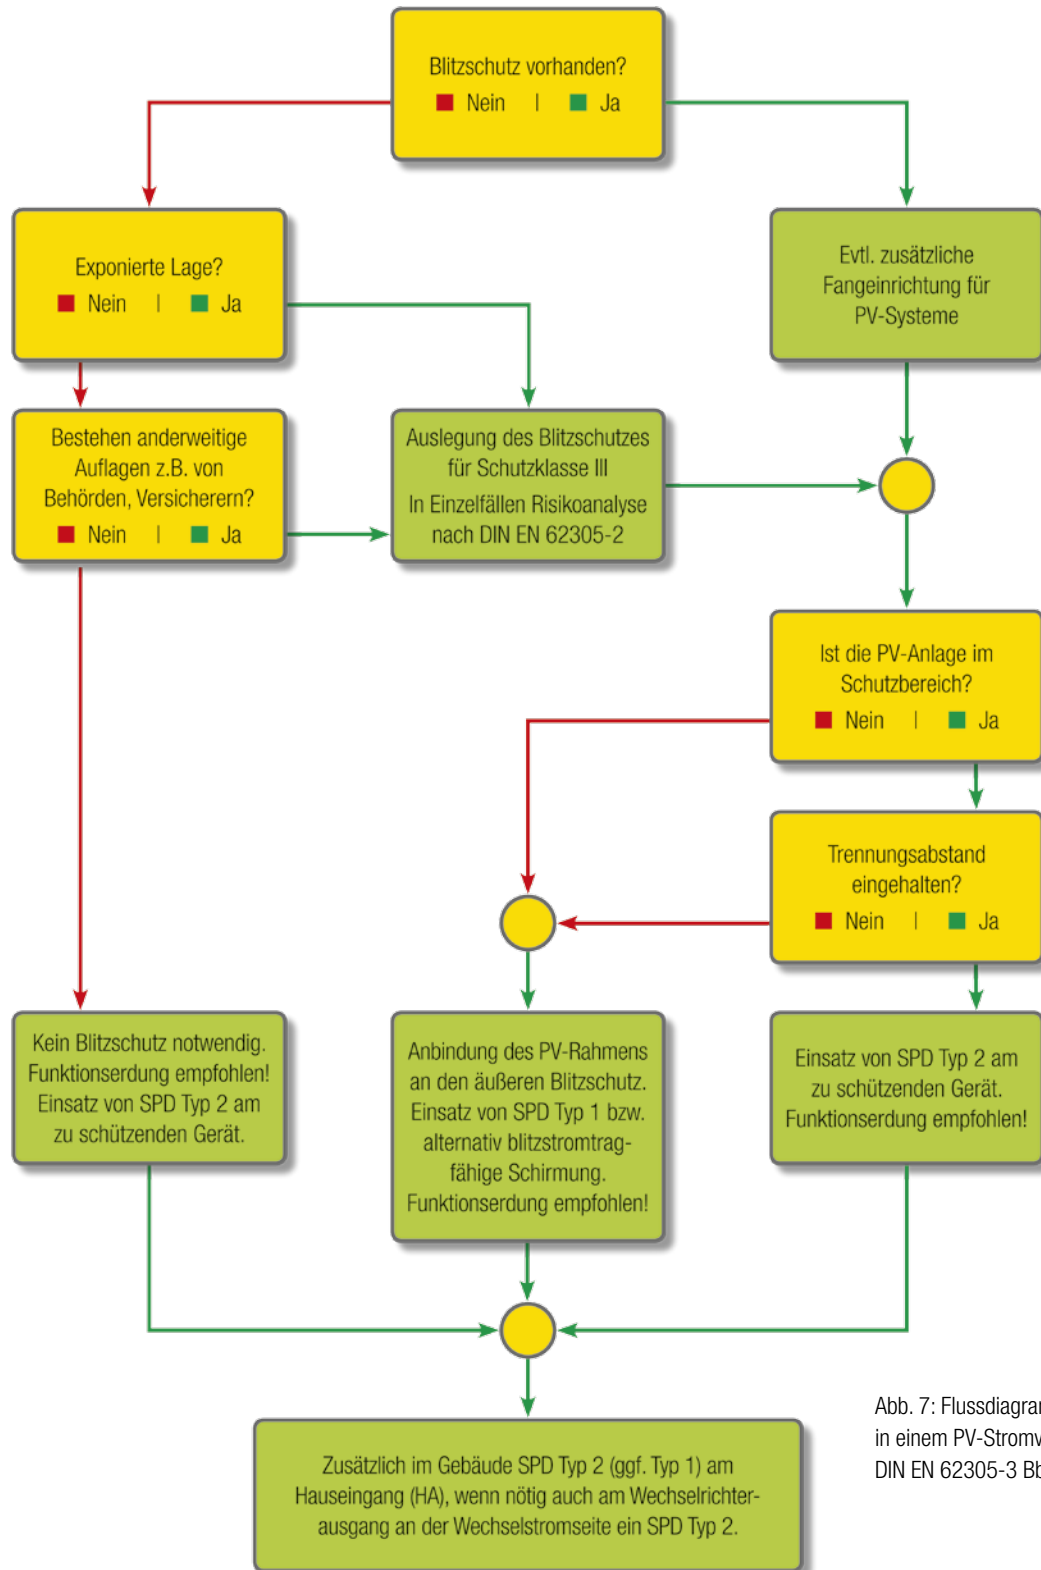 Blitzschutz vorhanden?
Nein | Ja
Exponierte Lage?
Nein | Ja
Evtl. zusätzliche
Fangeinrichtung für
PV-Systeme
Bestehen anderweitige
Auflagen z.B. von
Behörden, Versicherern?
Nein | Ja
Auslegung des Blitzschutzes
für Schutzklasse III
In Einzelfällen Risikoanalyse
nach DIN EN 62305-2
Ist die PV-Anlage im
Schutzbereich?
Nein | Ja
Trennungsabstand
eingehalten?
Nein | Ja
Kein Blitzschutz notwendig.
Funktionserdung empfohlen!
Einsatz von SPD Typ 2 am
zu schützenden Gerät.
Anbindung des PV-Rahmens
an den äußeren Blitzschutz.
Einsatz von SPD Typ 1 bzw.
alternativ blitzstromtrag-
fähige Schirmung.
Funktionserdung empfohlen!
Einsatz von SPD Typ 2 am
zu schützenden Gerät.
Funktionserdung empfohlen!
Zusätzlich im Gebäude SPD Typ 2 (ggf. Typ 1) am
Hauseingang (HA), wenn nötig auch am Wechselrichter-
ausgang an der Wechselstromseite ein SPD Typ 2.
Abb. 7:
in einem
DIN EN 62305-3